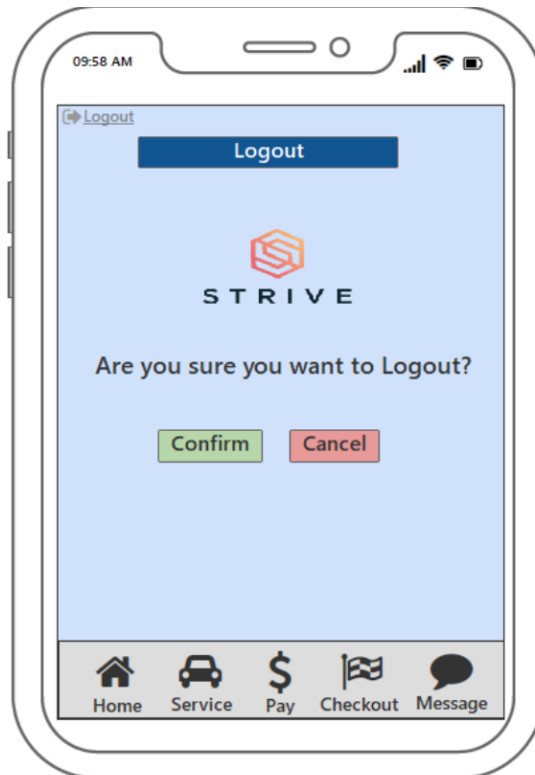 09:58 AM
Logout
Logout
STRIVE
Are you sure you want to Logout?
Confirm Cancel
Home Service Pay Checkout Message